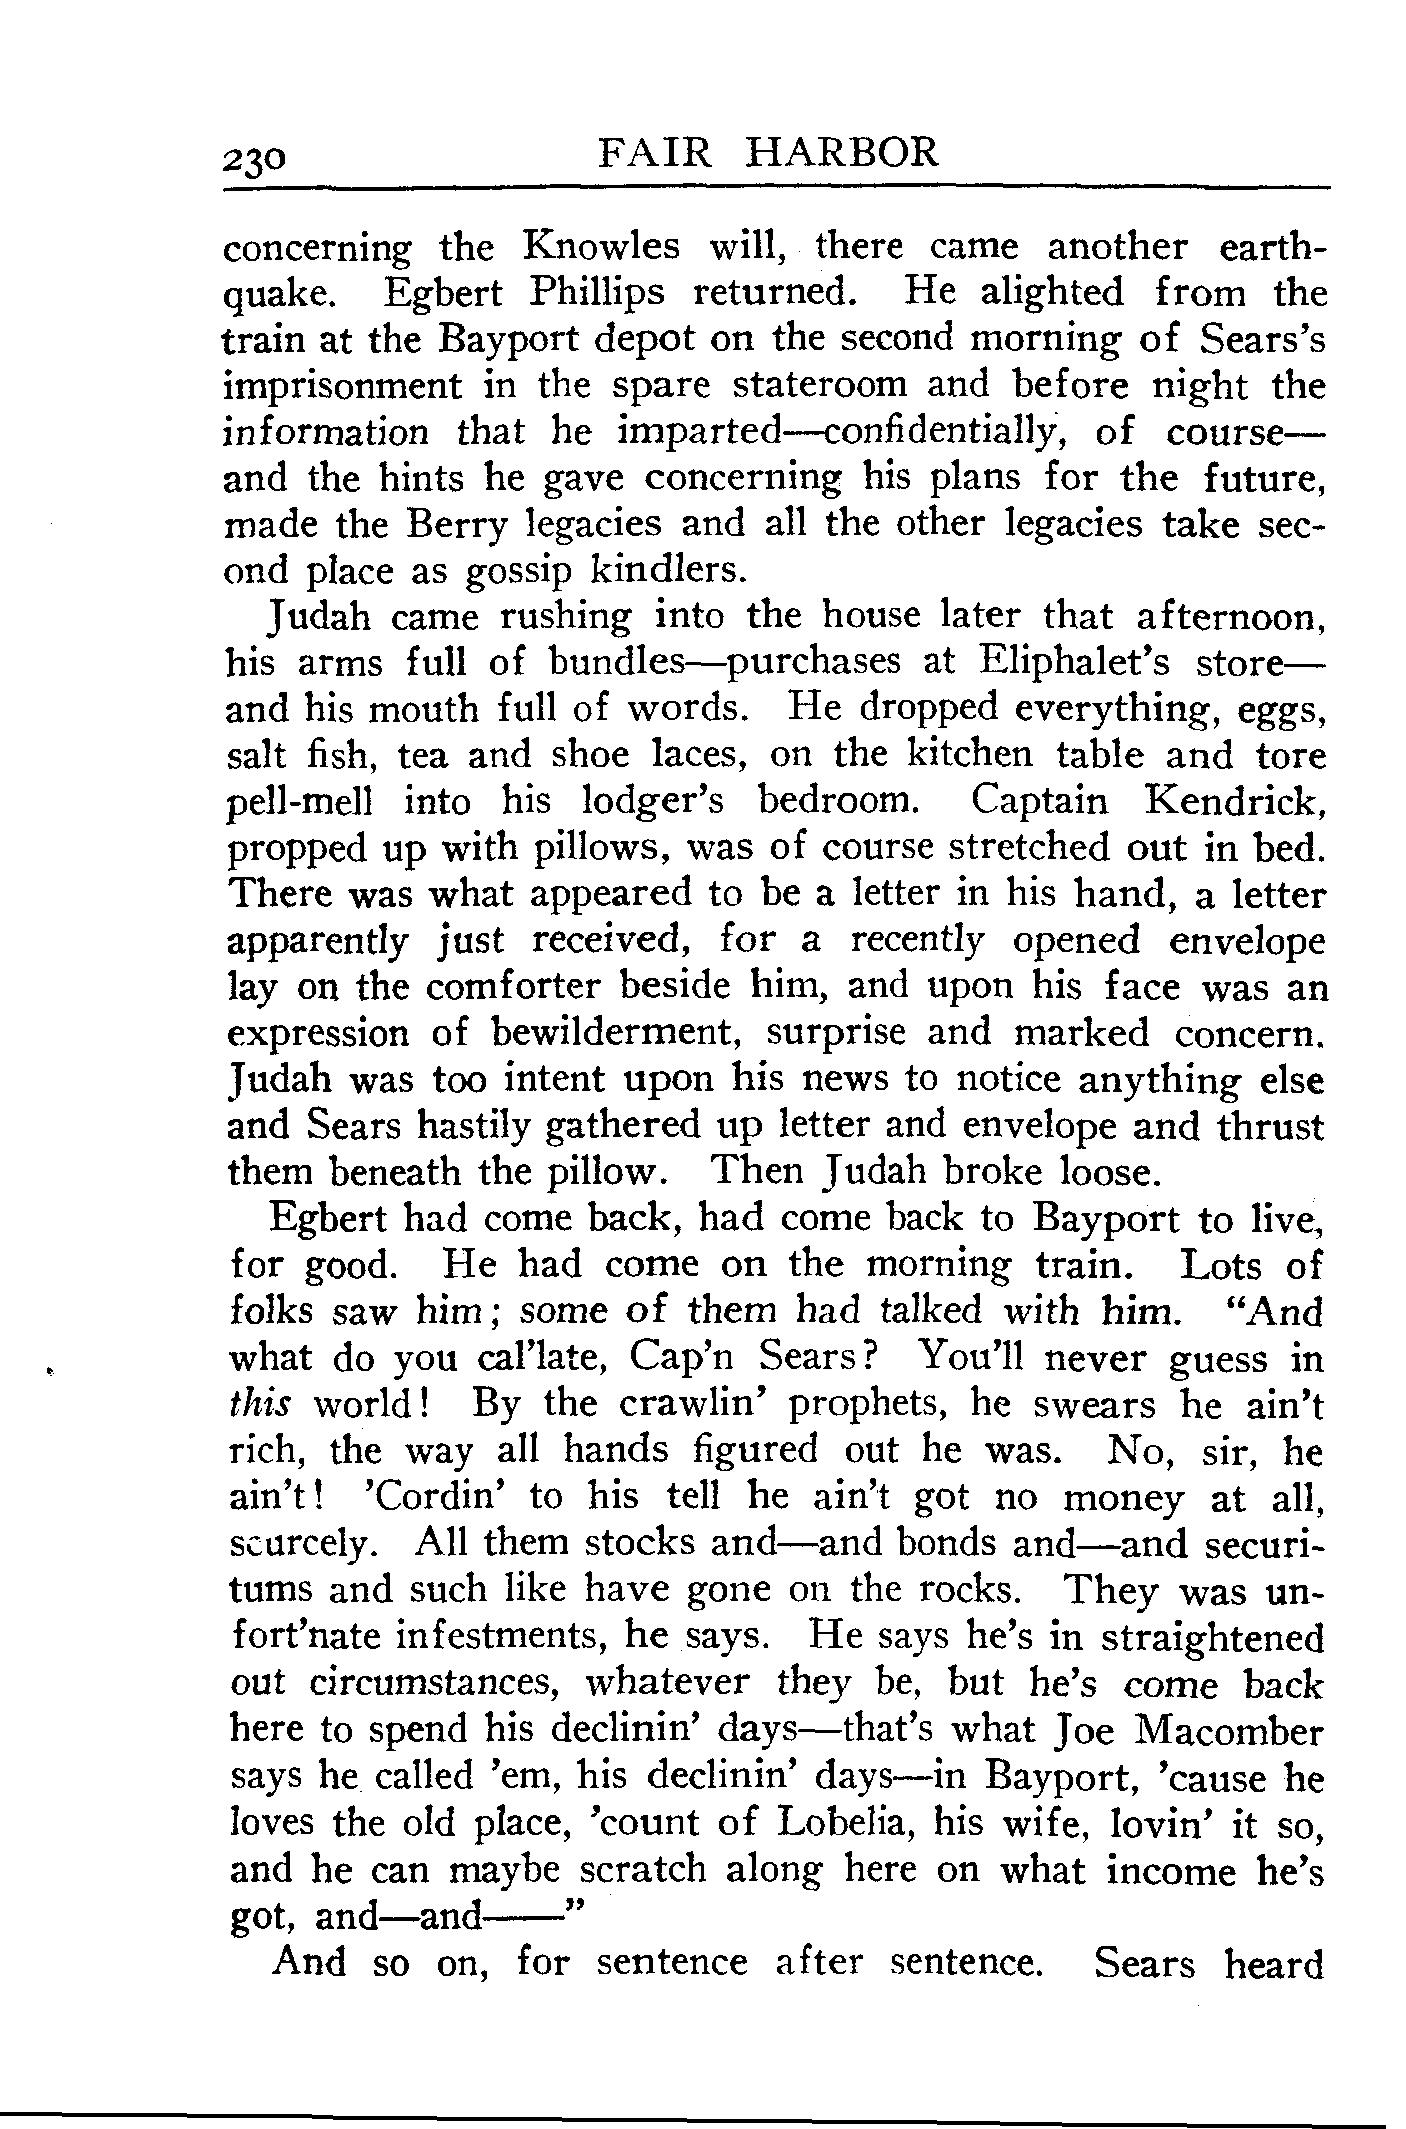 230 FAIR HARBOR
concerning the Knowles will, there came another earth-
quake. Egbert Phillips returned. He alighted from the
train at the Bayport depot on the second morning of Sears's
imprisonment in the spare stateroom and before night the
information that he imparted—confidentially, of course—
and the hints he gave concerning his plans for the future,
made the Berry legacies and all the other legacies take sec-
ond place as gossip kindlers.
Judah came rushing into the house later that afternoon,
his arms full of bundles—purchases at Eliphalet's store—
and his mouth full of words. He dropped everything, eggs,
salt fish, tea and shoe laces, on the kitchen table and tore
pell-mell into his lodger's bedroom. Captain Kendrick,
propped up with pillows, was of course stretched out in bed.
There was what appeared to be a letter in his hand, a letter
apparently just received, for a recently opened envelope
lay on the comforter beside him, and upon his face was an
expression of bewilderment, surprise and marked concern.
Judah was too intent upon his news to notice anything else
and Sears hastily gathered up letter and envelope and thrust
them beneath the pillow. Then Judah broke loose.
Egbert had come back, had come back to Bayport to live,
for good. He had come on the morning train. Lots of
folks saw him; some of them had talked with him. "And
what do you cal'late, Cap'n Sears? You'll never guess in
this world! By the crawlin' prophets, he swears he ain't
rich, the way all hands figured out he was. No, sir, he
ain't! 'Cordin' to his tell he ain't got no money at all,
scurcely. All them stocks and—and bonds and—and securi-
tums and such like have gone on the rocks. They was un-
fort'nate infestments, he says. He says he's in straightened
out circumstances, whatever they be, but he's come back
here to spend his declinin' days—that's what Joe Macomber
says he called 'em, his declinin' days—in Bayport, 'cause he
loves the old place, 'count of Lobelia, his wife, lovin' it so,
and he can maybe scratch along here on what income he's
got, and—and——"
And so on, for sentence after sentence. Sears heard